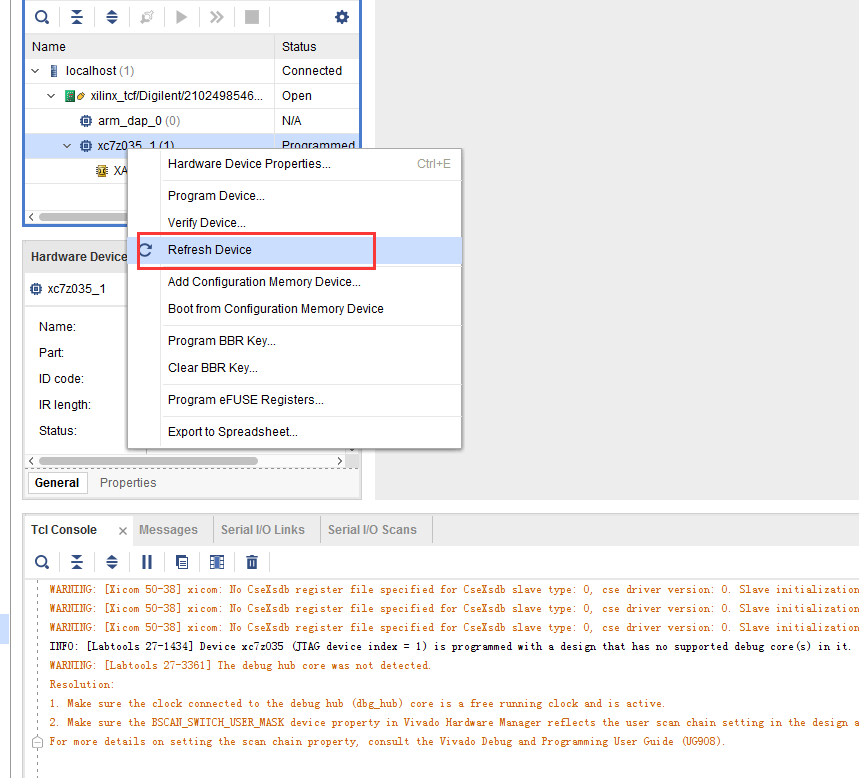 Name Status
localhost (1) Connected
xilinx_tcf/Digilent/2102498546... Open
arm_dap_0 (0) N/A
xc7z035_1 (1) Programmed
XA
Hardware Device Properties... Ctrl+E
Program Device...
Verify Device...
Refresh Device
Add Configuration Memory Device...
Boot from Configuration Memory Device
Program BBR Key...
Clear BBR Key...
Program eFUSE Registers...
Export to Spreadsheet...
Hardware Device
xc7z035_1
Name:
Part:
ID code:
IR length:
Status:
General Properties
Tcl Console Messages Serial I/O Links Serial I/O Scans
WARNING: [Xicom 50-38] xicom: No CseXsdb register file specified for CseXsdb slave type: 0, cse driver version: 0. Slave initialization
WARNING: [Xicom 50-38] xicom: No CseXsdb register file specified for CseXsdb slave type: 0, cse driver version: 0. Slave initialization
WARNING: [Xicom 50-38] xicom: No CseXsdb register file specified for CseXsdb slave type: 0, cse driver version: 0. Slave initialization
INFO: [Labtools 27-1434] Device xc7z035 (JTAG device index = 1) is programmed with a design that has no supported debug core(s) in it.
WARNING: [Labtools 27-3361] The debug hub core was not detected.
Resolution:
1. Make sure the clock connected to the debug hub (dbg_hub) core is a free running clock and is active.
2. Make sure the BSCAN_SWITCH_USER_MASK device property in Vivado Hardware Manager reflects the user scan chain setting in the design a
For more details on setting the scan chain property, consult the Vivado Debug and Programming User Guide (UG908).